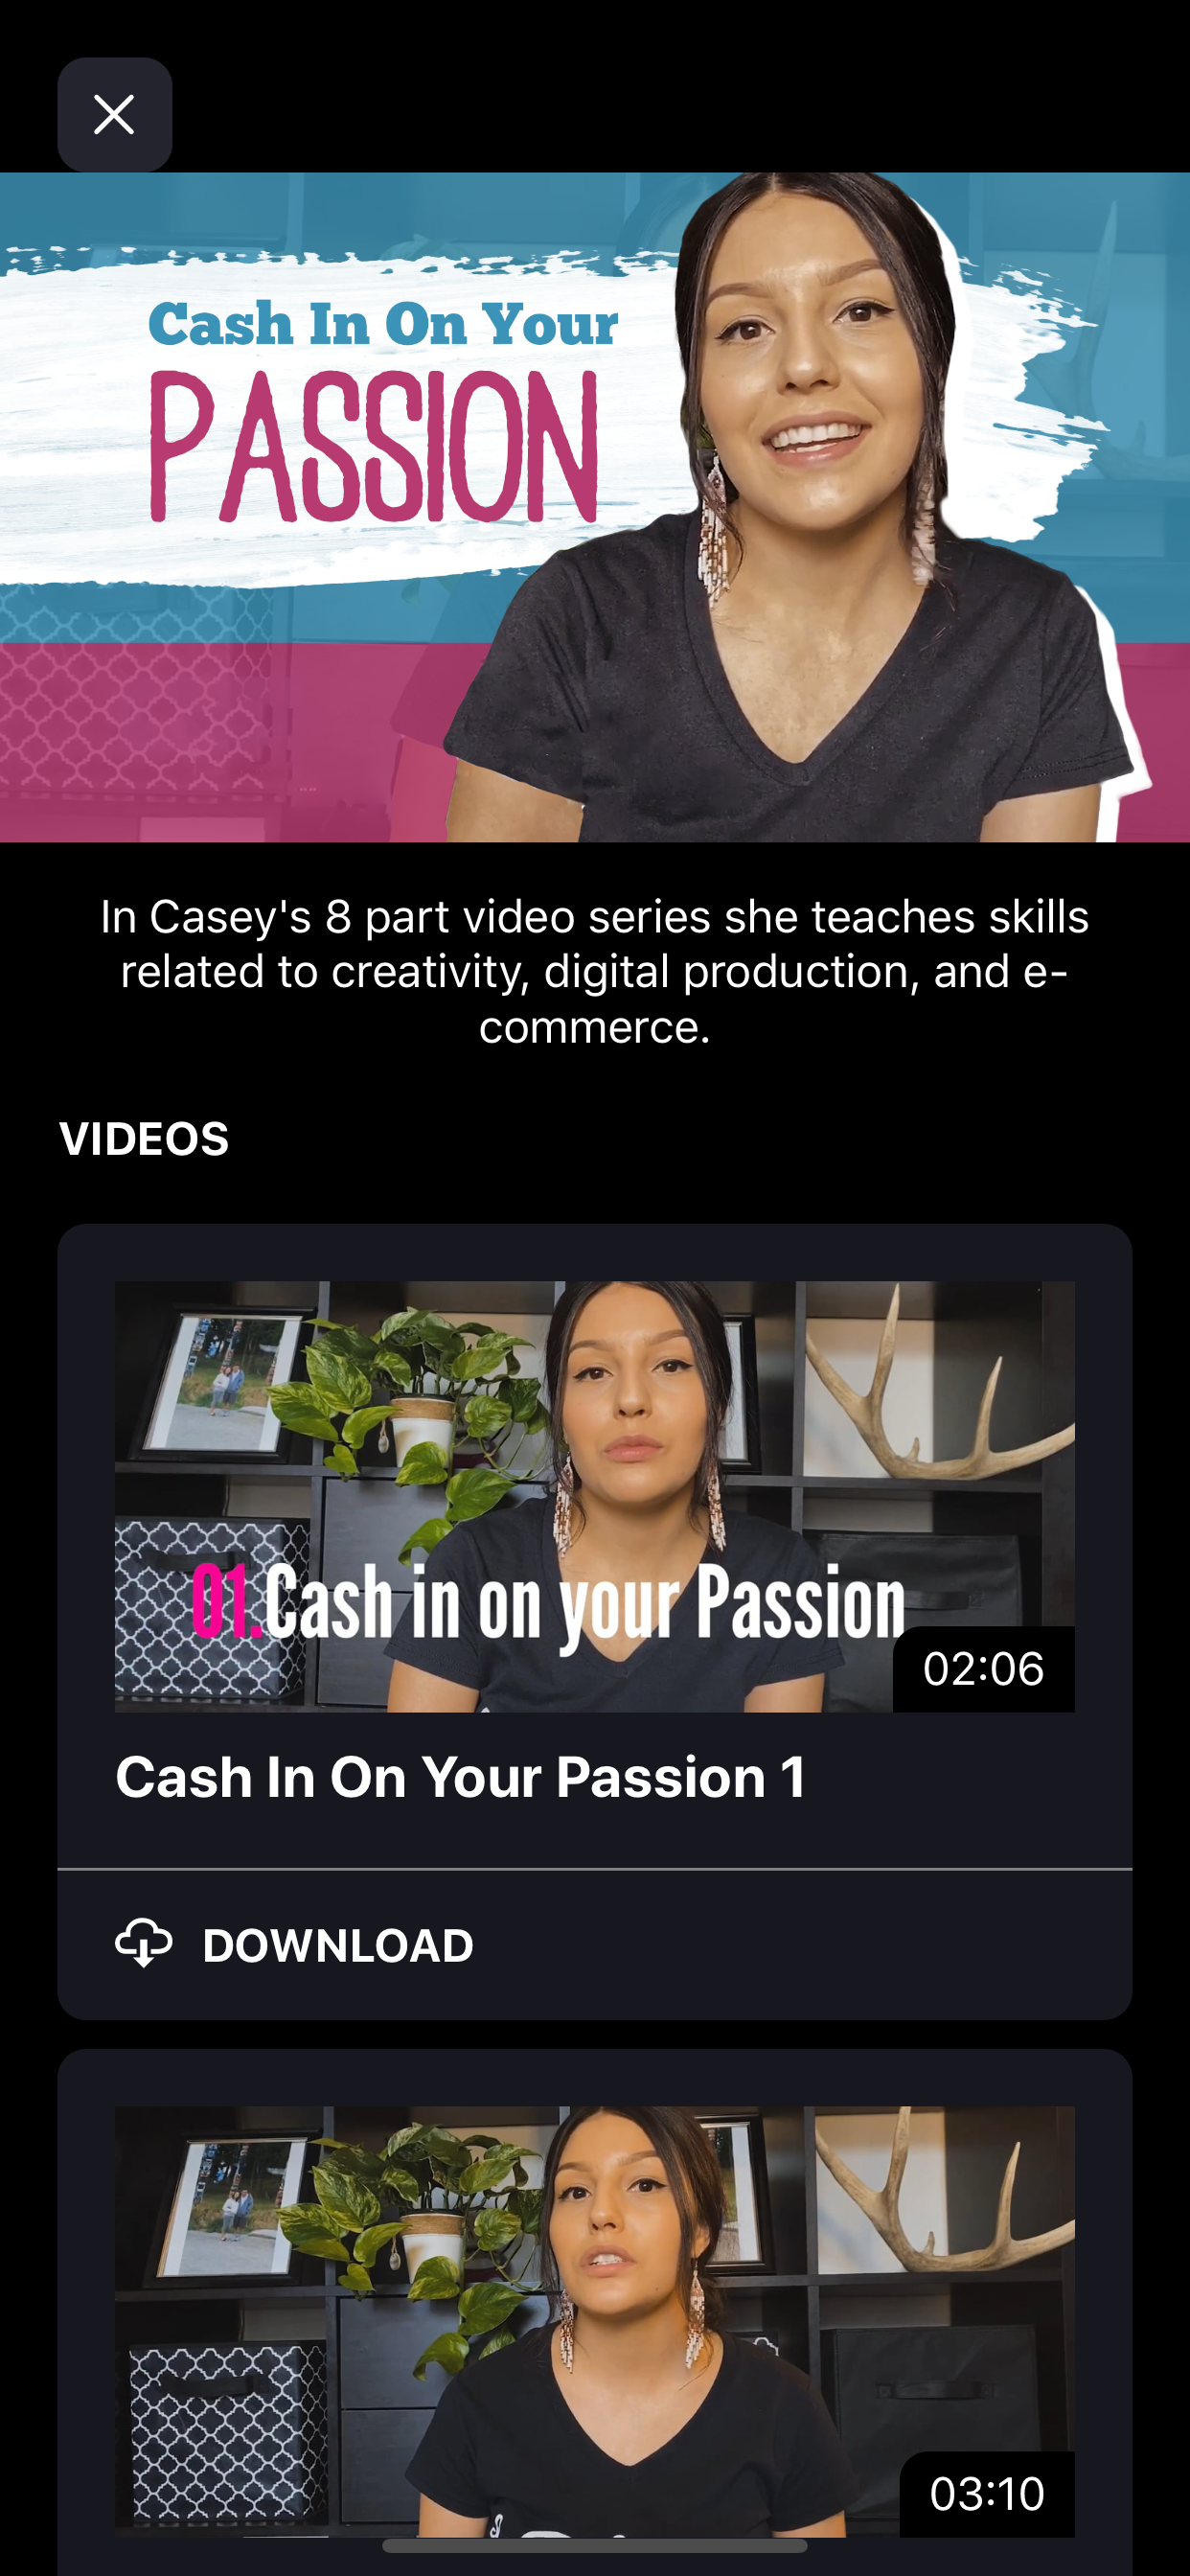 Cash In On Your
PASSION
In Casey's 8 part video series she teaches skills
related to creativity, digital production, and e-
commerce.
VIDEOS
01.Cash in on your Passion
02:06
Cash In On Your Passion 1
DOWNLOAD
03:10